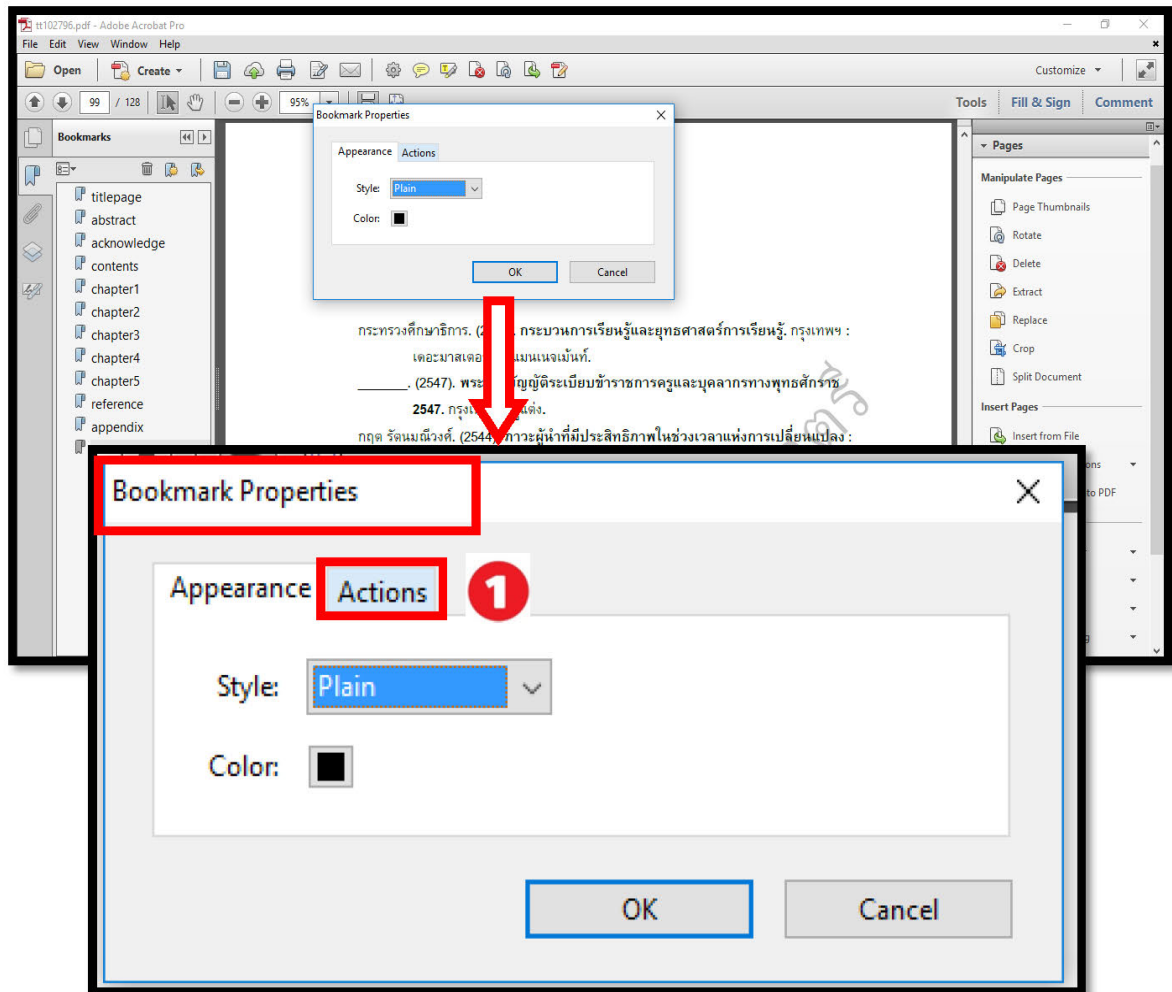 tt102796.pdf - Adobe Acrobat Pro
File Edit View Window Help
Open Create Customize
99 / 128 95% Tools Fill & Sign Comment
Bookmarks
titlepage
abstract
acknowledge
contents
chapter1
chapter2
chapter3
chapter4
chapter5
reference
appendix
Bookmark Properties
Appearance Actions
Style: Plain
Color:
OK Cancel
กระทรวงศึกษาธิการ. (2 . กระบวนการเรียนรู้และยุทธศาสตร์การเรียนรู้. กรุงเทพฯ :
เดอะมาสเตอ นแมนเนจเม้นท์.
_______. (2547). พระ ัญญัติระเบียบข้าราชการครูและบุคลากรทางพุทธศักราช
2547. กรุงเ
กฤต รัตนมณีวงศ์. (2544 ภาวะผู้นำที่มีประสิทธิภาพในช่วงเวลาแห่งการเปลี่ยนแปลง :
Pages
Manipulate Pages
Page Thumbnails
Rotate
Delete
Extract
Replace
Crop
Split Document
Insert Pages
Insert from File
ons
to PDF
Bookmark Properties
Appearance Actions 1
Style: Plain
Color:
OK Cancel